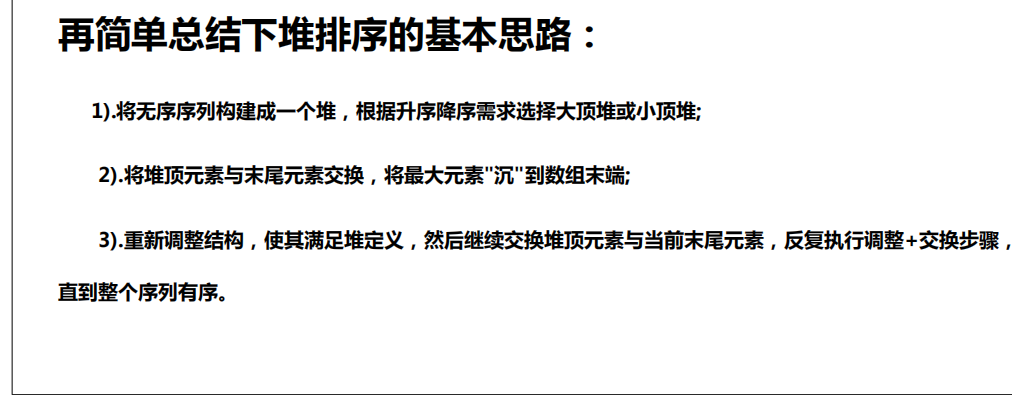 再简单总结下堆排序的基本思路：
1).将无序序列构建成一个堆，根据升序降序需求选择大顶堆或小顶堆;
2).将堆顶元素与末尾元素交换，将最大元素"沉"到数组末端;
3).重新调整结构，使其满足堆定义，然后继续交换堆顶元素与当前末尾元素，反复执行调整+交换步骤，
直到整个序列有序。